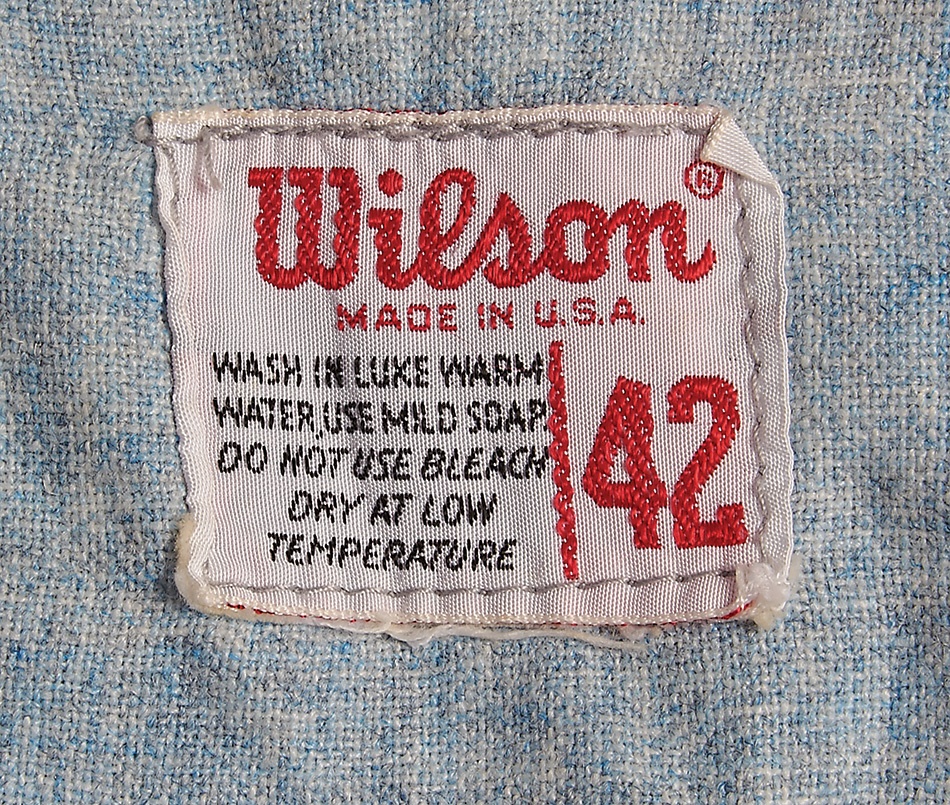 Wilson®
MADE IN U.S.A.
WASH IN LUKE WARM
WATER,USE MILD SOAP.
DO NOT USE BLEACH
DRY AT LOW
TEMPERATURE
42